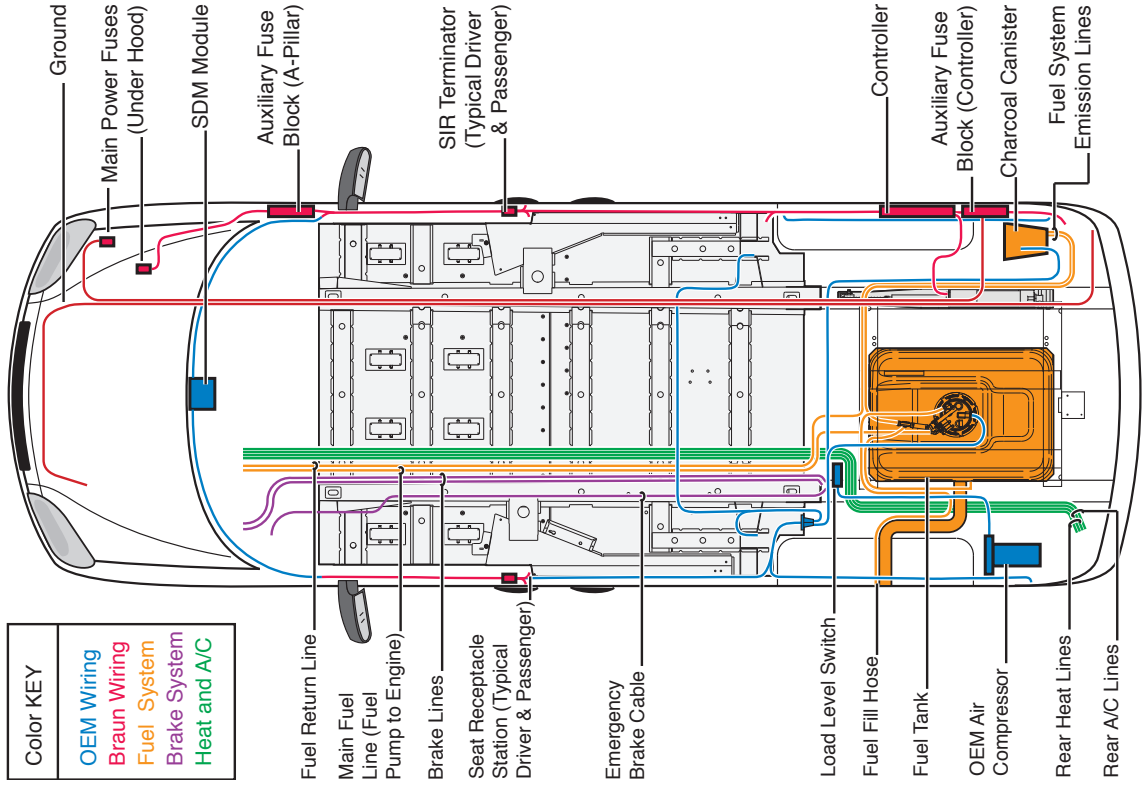 Color KEY
OEM Wiring
Braun Wiring
Fuel System
Brake System
Heat and A/C
Ground
Main Power Fuses
(Under Hood)
SDM Module
Auxiliary Fuse
Block (A-Pillar)
SIR Terminator
(Typical Driver
& Passenger)
Controller
Auxiliary Fuse
Block (Controller)
Charcoal Canister
Fuel System
Emission Lines
Fuel Return Line
Main Fuel
Line (Fuel
Pump to Engine)
Brake Lines
Seat Receptacle
Station (Typical
Driver & Passenger)
Emergency
Brake Cable
Load Level Switch
Fuel Fill Hose
Fuel Tank
OEM Air
Compressor
Rear Heat Lines
Rear A/C Lines